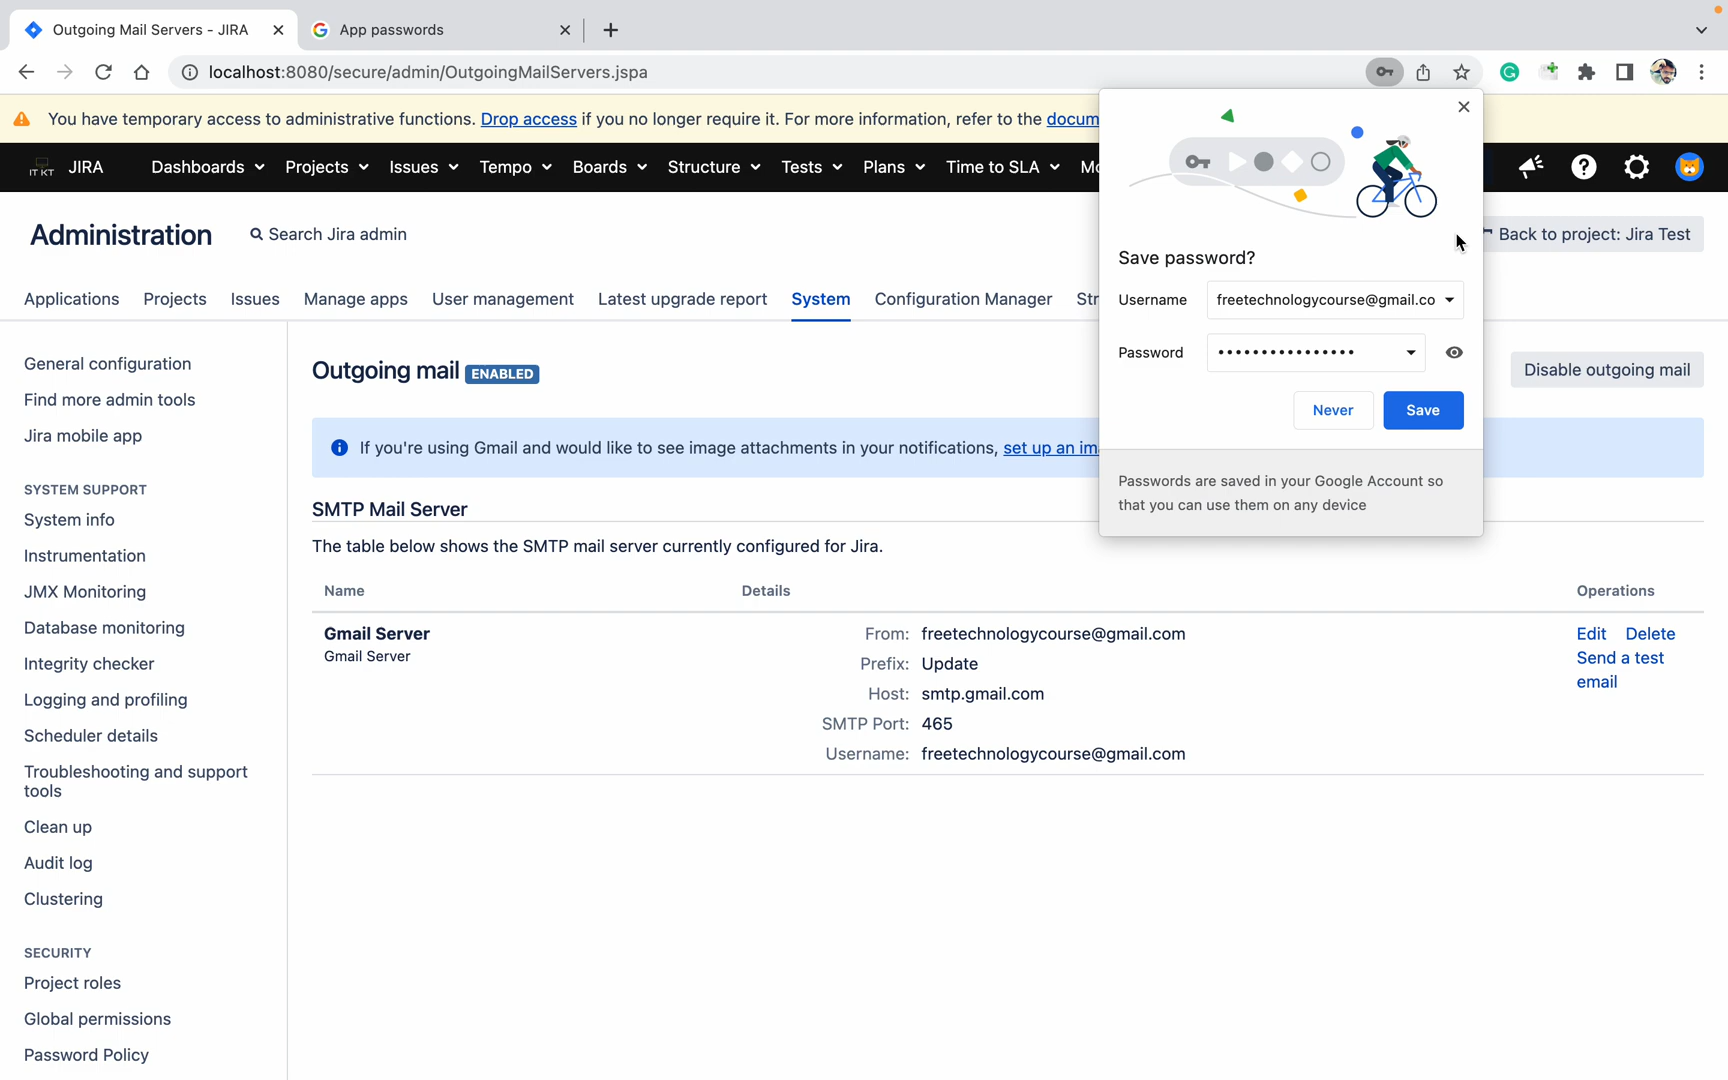 Outgoing Mail Servers - JIRA
App passwords
localhost:8080/secure/admin/OutgoingMailServers.jspa
You have temporary access to administrative functions. Drop access if you no longer require it. For more information, refer to the docum
IT KT JIRA Dashboards Projects Issues Tempo Boards Structure Tests Plans Time to SLA Mo
Administration
Search Jira admin
Back to project: Jira Test
Applications Projects Issues Manage apps User management Latest upgrade report System Configuration Manager Str
Save password?
Username freetechnologycourse@gmail.co
Password ••••••••••••••••
Never Save
Passwords are saved in your Google Account so
that you can use them on any device
General configuration
Find more admin tools
Jira mobile app
SYSTEM SUPPORT
System info
Instrumentation
JMX Monitoring
Database monitoring
Integrity checker
Logging and profiling
Scheduler details
Troubleshooting and support
tools
Clean up
Audit log
Clustering
SECURITY
Project roles
Global permissions
Password Policy
Outgoing mail ENABLED
Disable outgoing mail
If you're using Gmail and would like to see image attachments in your notifications, set up an im
SMTP Mail Server
The table below shows the SMTP mail server currently configured for Jira.
Name Details Operations
Gmail Server
Gmail Server
From: freetechnologycourse@gmail.com
Prefix: Update
Host: smtp.gmail.com
SMTP Port: 465
Username: freetechnologycourse@gmail.com
Edit Delete
Send a test
email